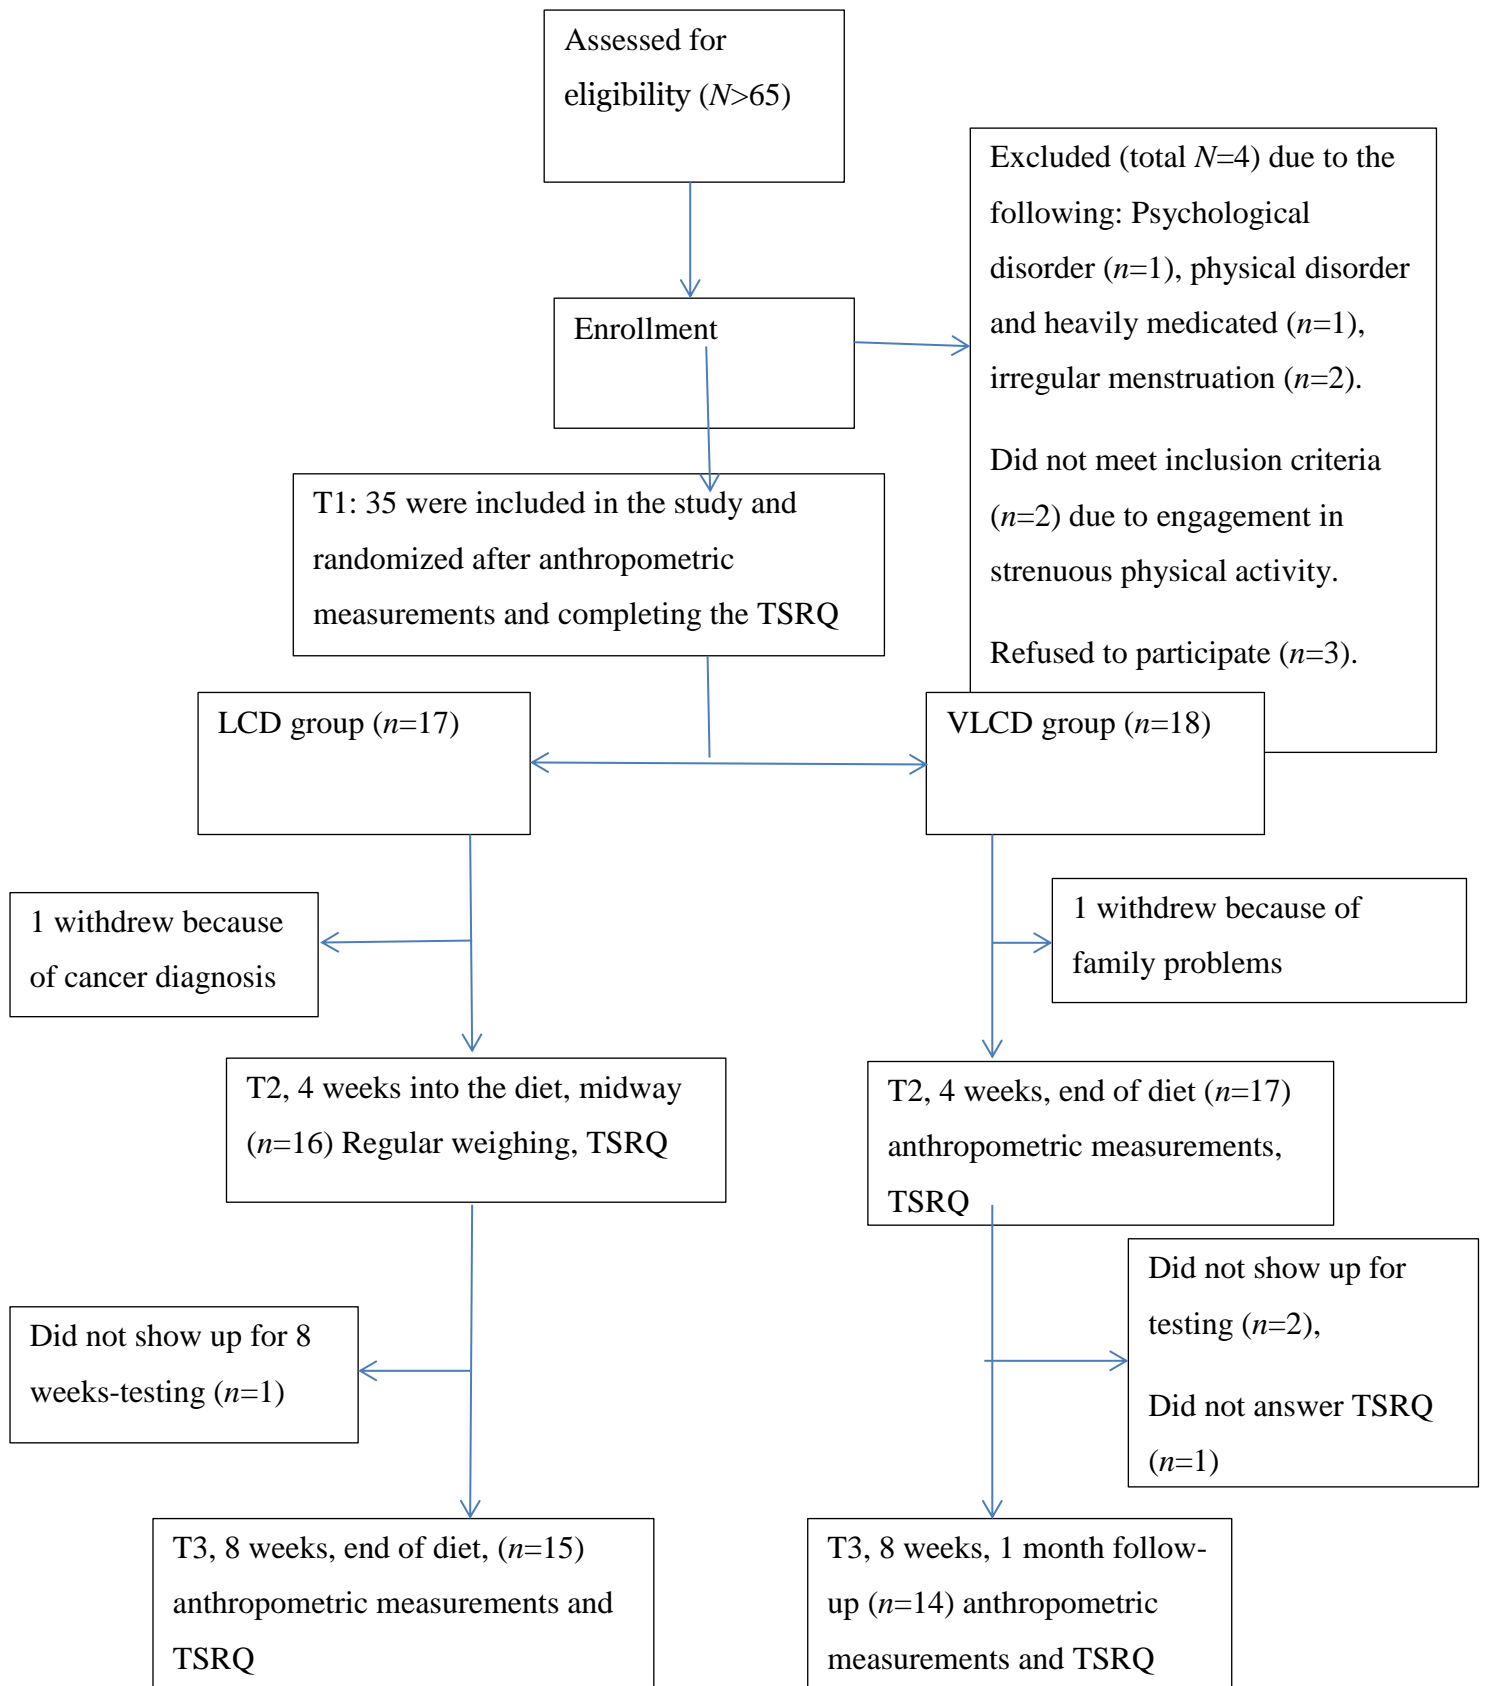 Assessed for
eligibility (N>65)
Excluded (total N=4) due to the
following: Psychological
disorder (n=1), physical disorder
and heavily medicated (n=1),
irregular menstruation (n=2).
Did not meet inclusion criteria
(n=2) due to engagement in
strenuous physical activity.
Refused to participate (n=3).
Enrollment
T1: 35 were included in the study and
randomized after anthropometric
measurements and completing the TSRQ
LCD group (n=17)
VLCD group (n=18)
1 withdrew because
of cancer diagnosis
1 withdrew because of
family problems
T2, 4 weeks into the diet, midway
(n=16) Regular weighing, TSRQ
T2, 4 weeks, end of diet (n=17)
anthropometric measurements,
TSRQ
Did not show up for 8
weeks-testing (n=1)
Did not show up for
testing (n=2),
Did not answer TSRQ
(n=1)
T3, 8 weeks, end of diet, (n=15)
anthropometric measurements and
TSRQ
T3, 8 weeks, 1 month follow-
up (n=14) anthropometric
measurements and TSRQ